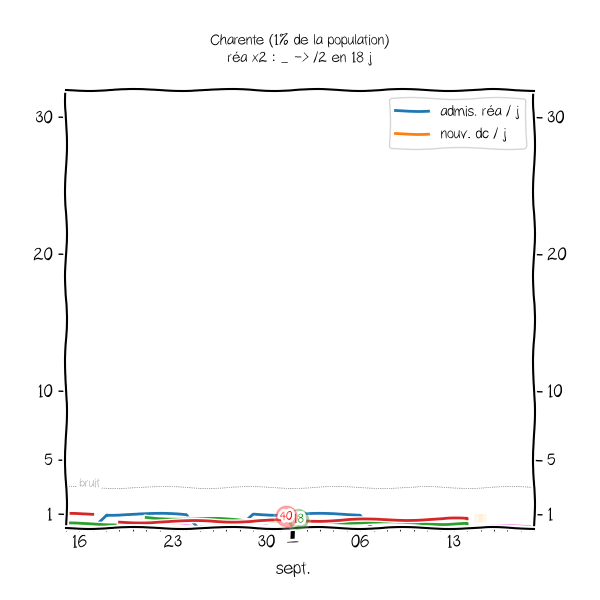 Charente (1% de la population)
réa x2 : _ -> /2 en 18 j
admis. réa / j
nouv. dc / j
30
30
20
20
10
10
5
5
bruit
1
40
8
1
16
23
30
06
13
sept.